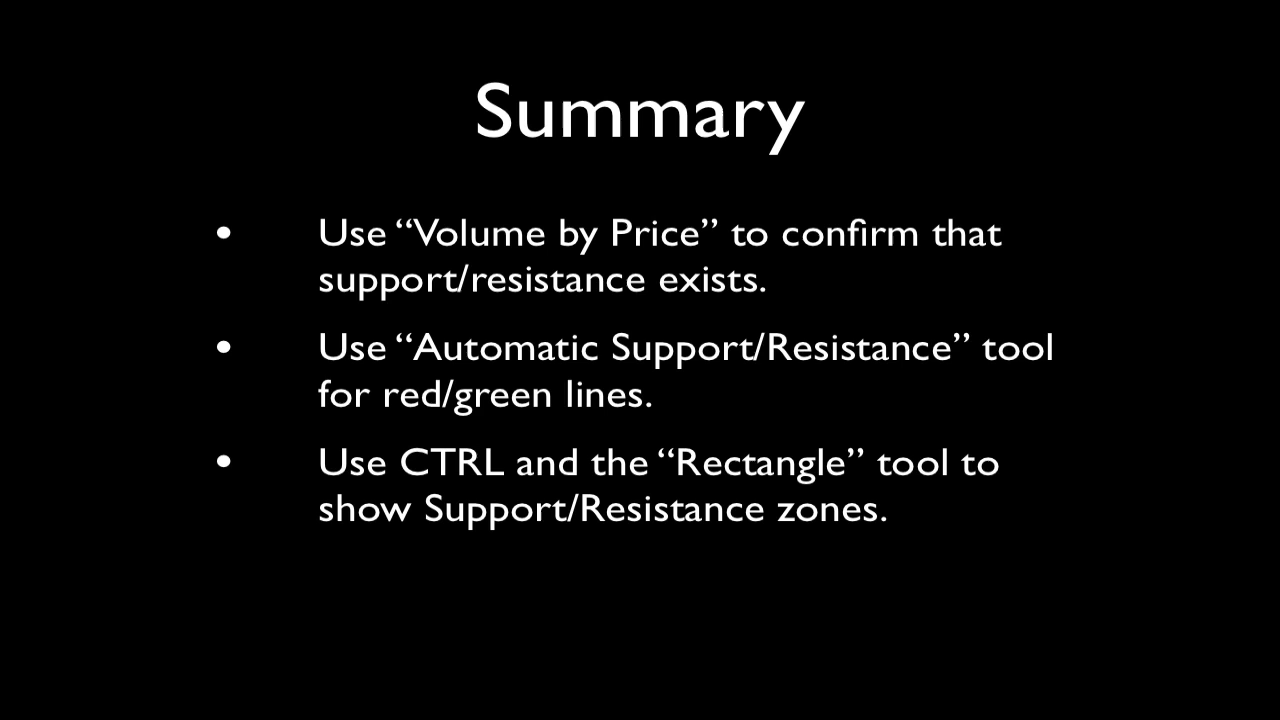 Summary
• Use “Volume by Price” to confirm that
support/resistance exists.
• Use “Automatic Support/Resistance” tool
for red/green lines.
• Use CTRL and the “Rectangle” tool to
show Support/Resistance zones.